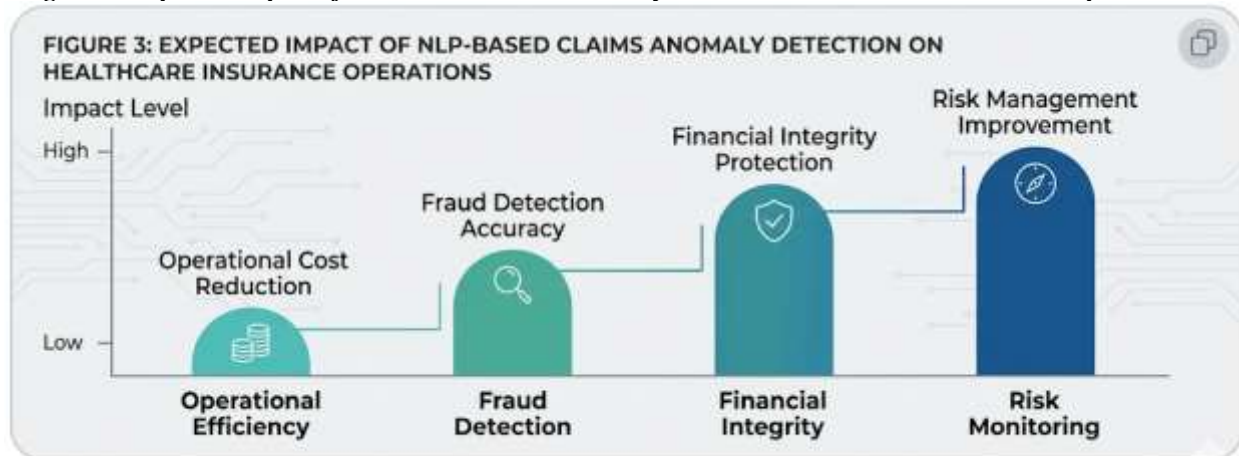 FIGURE 3: EXPECTED IMPACT OF NLP-BASED CLAIMS ANOMALY DETECTION ON
HEALTHCARE INSURANCE OPERATIONS
Impact Level
High
Low
Operational Cost
Reduction
Fraud Detection
Accuracy
Financial Integrity
Protection
Risk Management
Improvement
Operational
Efficiency
Fraud
Detection
Financial
Integrity
Risk
Monitoring